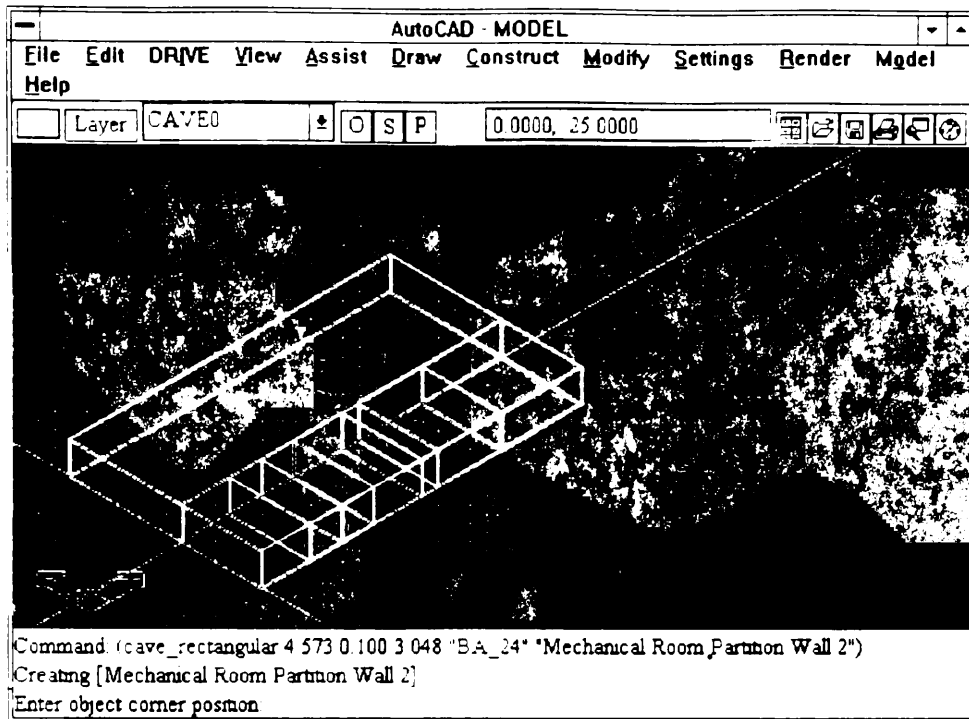 AutoCAD - MODEL
File Edit DRIVE View Assist Draw Construct Modify Settings Render Model
Help
Layer CAVE0 O S P 0.0000, 25.0000
Command: (cave_rectangular 4.573 0.100 3.048 "BA_24" "Mechanical Room Partition Wall 2")
Creating [Mechanical Room Partition Wall 2]
Enter object corner position: